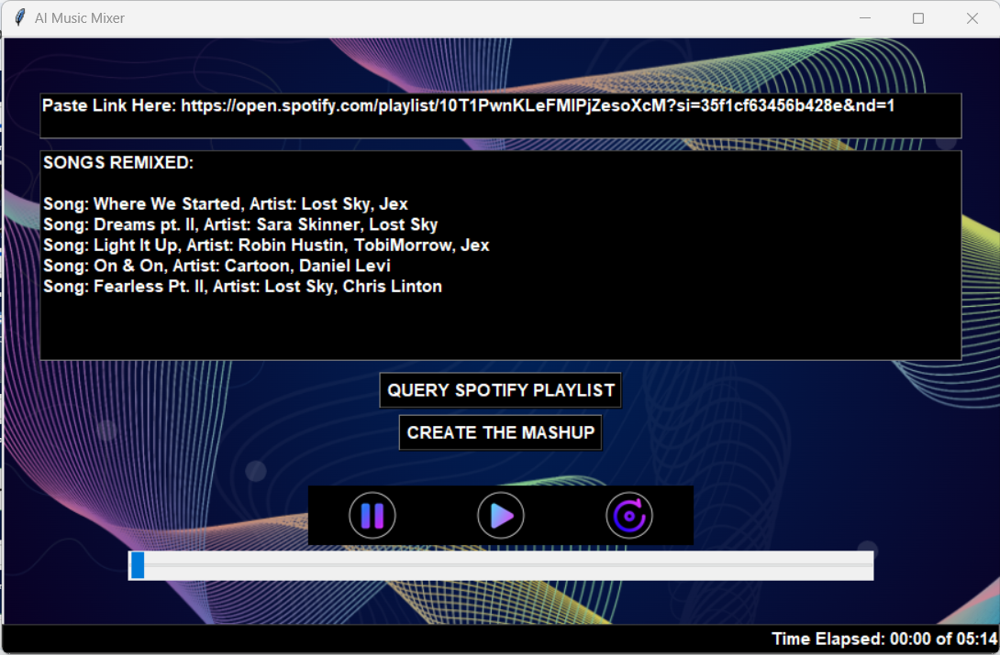 AI Music Mixer
Paste Link Here: https://open.spotify.com/playlist/10T1PwnKLeFMlPjZesoXcM?si=35f1cf63456b428e&nd=1
SONGS REMIXED:
Song: Where We Started, Artist: Lost Sky, Jex
Song: Dreams pt. II, Artist: Sara Skinner, Lost Sky
Song: Light It Up, Artist: Robin Hustin, TobiMorrow, Jex
Song: On & On, Artist: Cartoon, Daniel Levi
Song: Fearless Pt. II, Artist: Lost Sky, Chris Linton
QUERY SPOTIFY PLAYLIST
CREATE THE MASHUP
Time Elapsed: 00:00 of 05:14